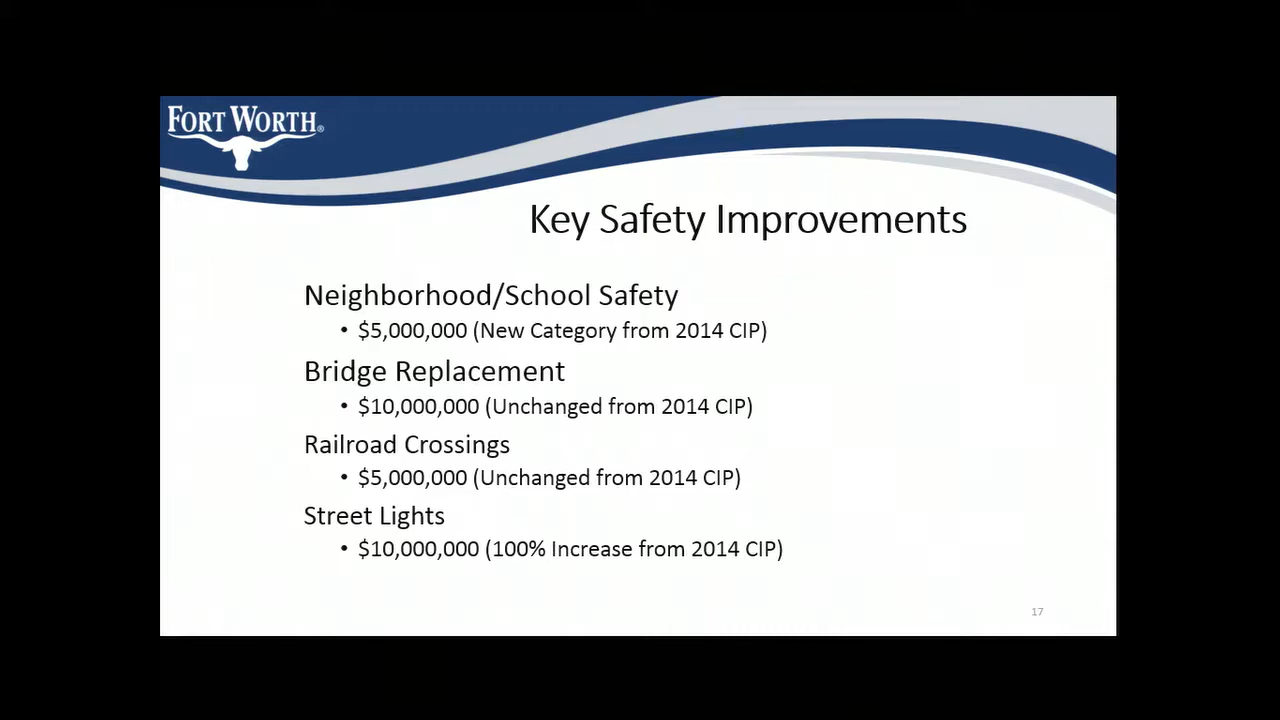 FORT WORTH®
Key Safety Improvements
Neighborhood/School Safety
• $5,000,000 (New Category from 2014 CIP)
Bridge Replacement
• $10,000,000 (Unchanged from 2014 CIP)
Railroad Crossings
• $5,000,000 (Unchanged from 2014 CIP)
Street Lights
• $10,000,000 (100% Increase from 2014 CIP)
17